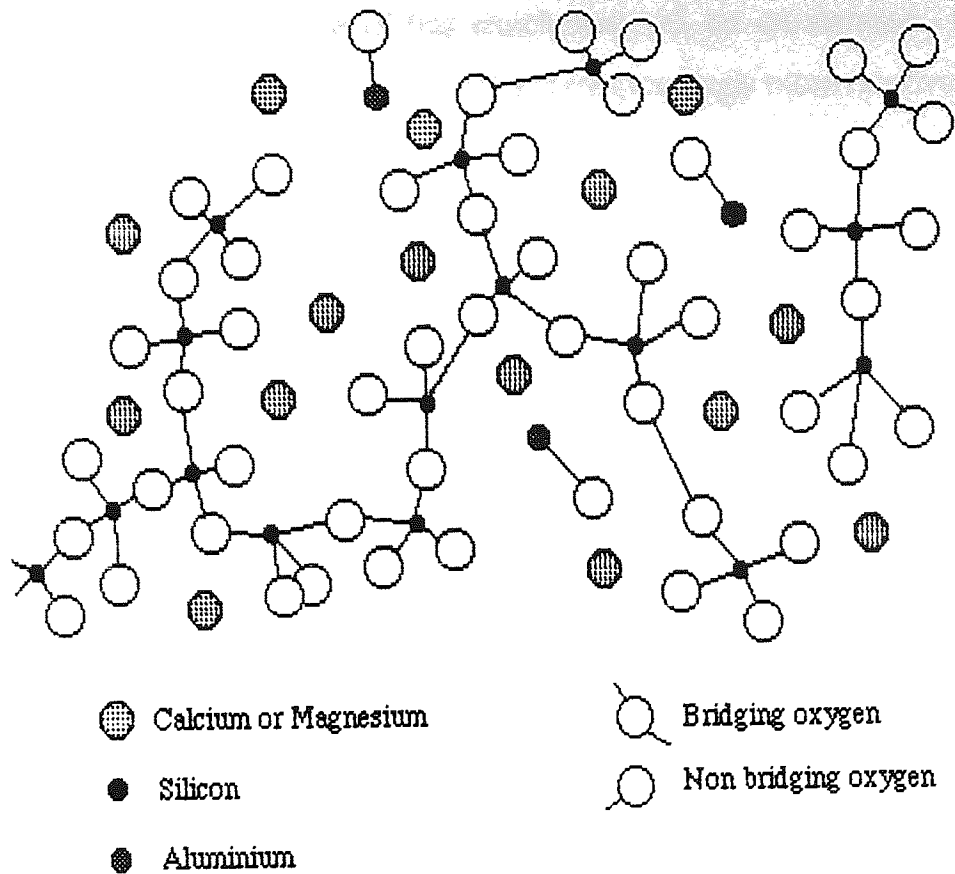 Calcium or Magnesium
Silicon
Aluminium
Bridging oxygen
Non bridging oxygen